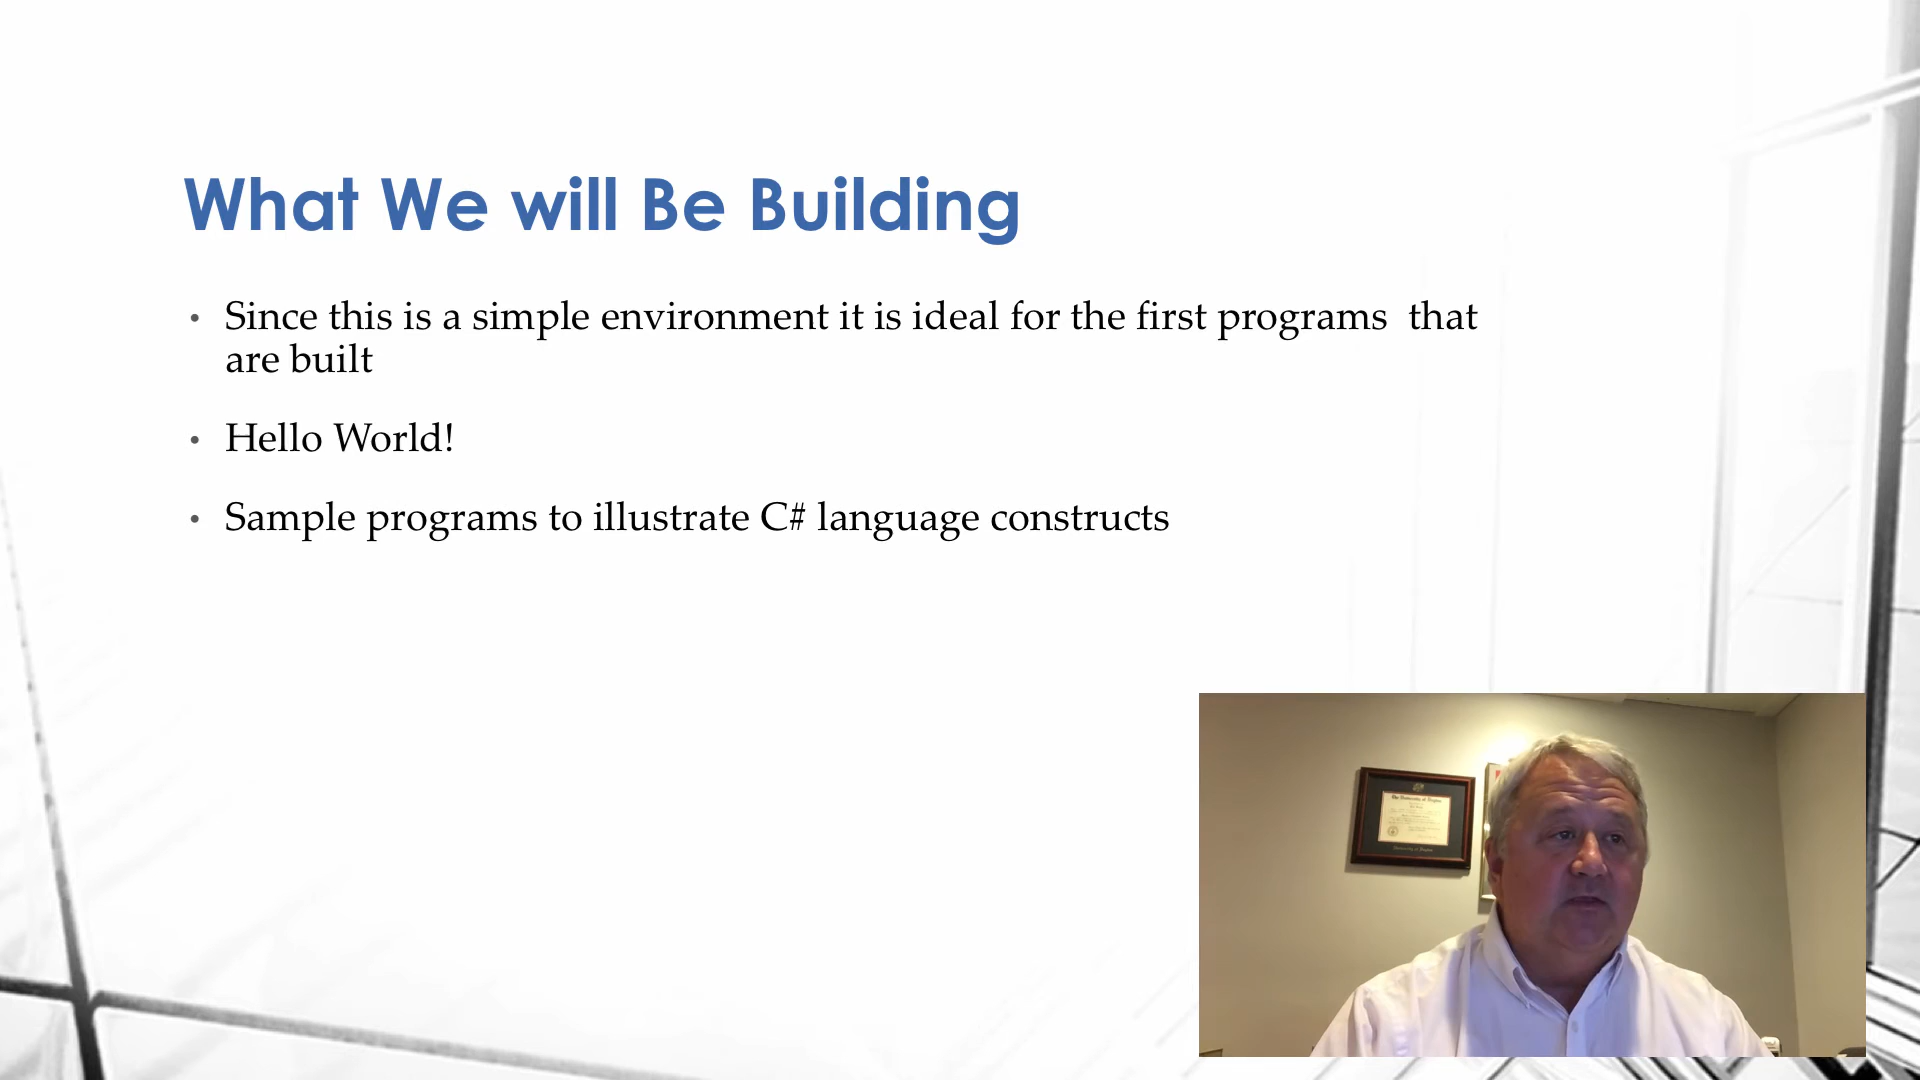 What We will Be Building
• Since this is a simple environment it is ideal for the first programs  that
are built
• Hello World!
• Sample programs to illustrate C# language constructs